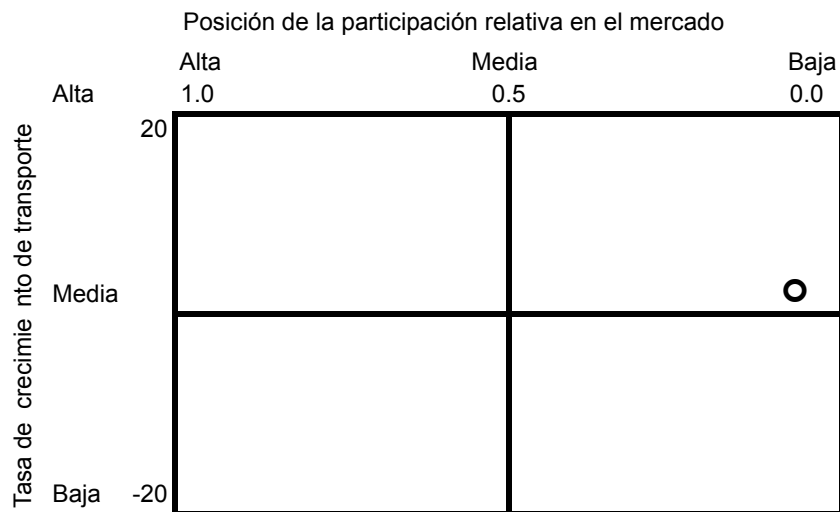 Posición de la participación relativa en el mercado
Alta Media Baja
Alta 1.0 0.5 0.0
20
Media
Baja -20
Tasa de crecimie nto de transporte